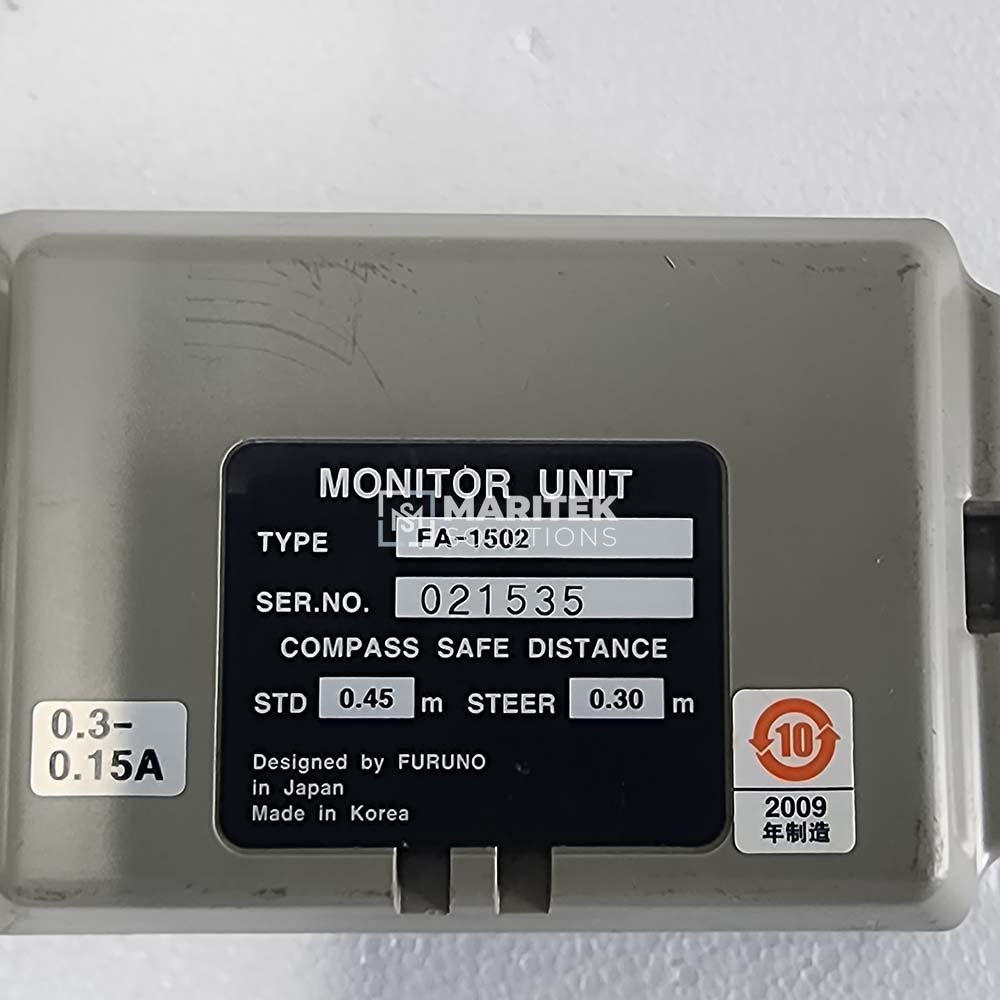 MONITOR UNIT
MARITEK
SOLUTIONS
TYPE FA-1502
SER.NO. 021535
COMPASS SAFE DISTANCE
STD 0.45 m STEER 0.30 m
0.3-
0.15A
Designed by FURUNO
in Japan
Made in Korea
10
2009
年制造